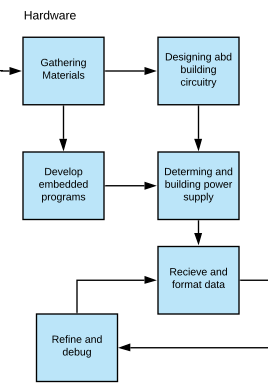 Hardware
Gathering
Materials
Designing abd
building
circuitry
Develop
embedded
programs
Determing and
building power
supply
Recieve and
format data
Refine and
debug